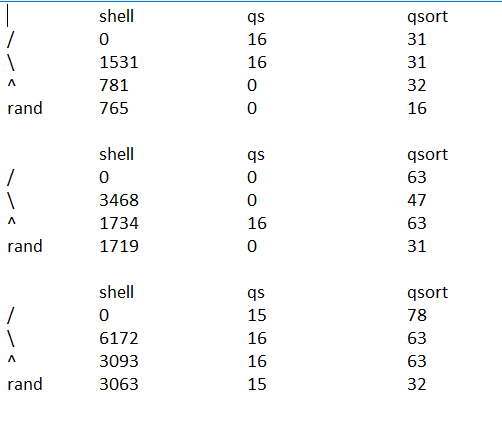 shell qs qsort
/ 0 16 31
\ 1531 16 31
^ 781 0 32
rand 765 0 16
shell qs qsort
/ 0 0 63
\ 3468 0 47
^ 1734 16 63
rand 1719 0 31
shell qs qsort
/ 0 15 78
\ 6172 16 63
^ 3093 16 63
rand 3063 15 32